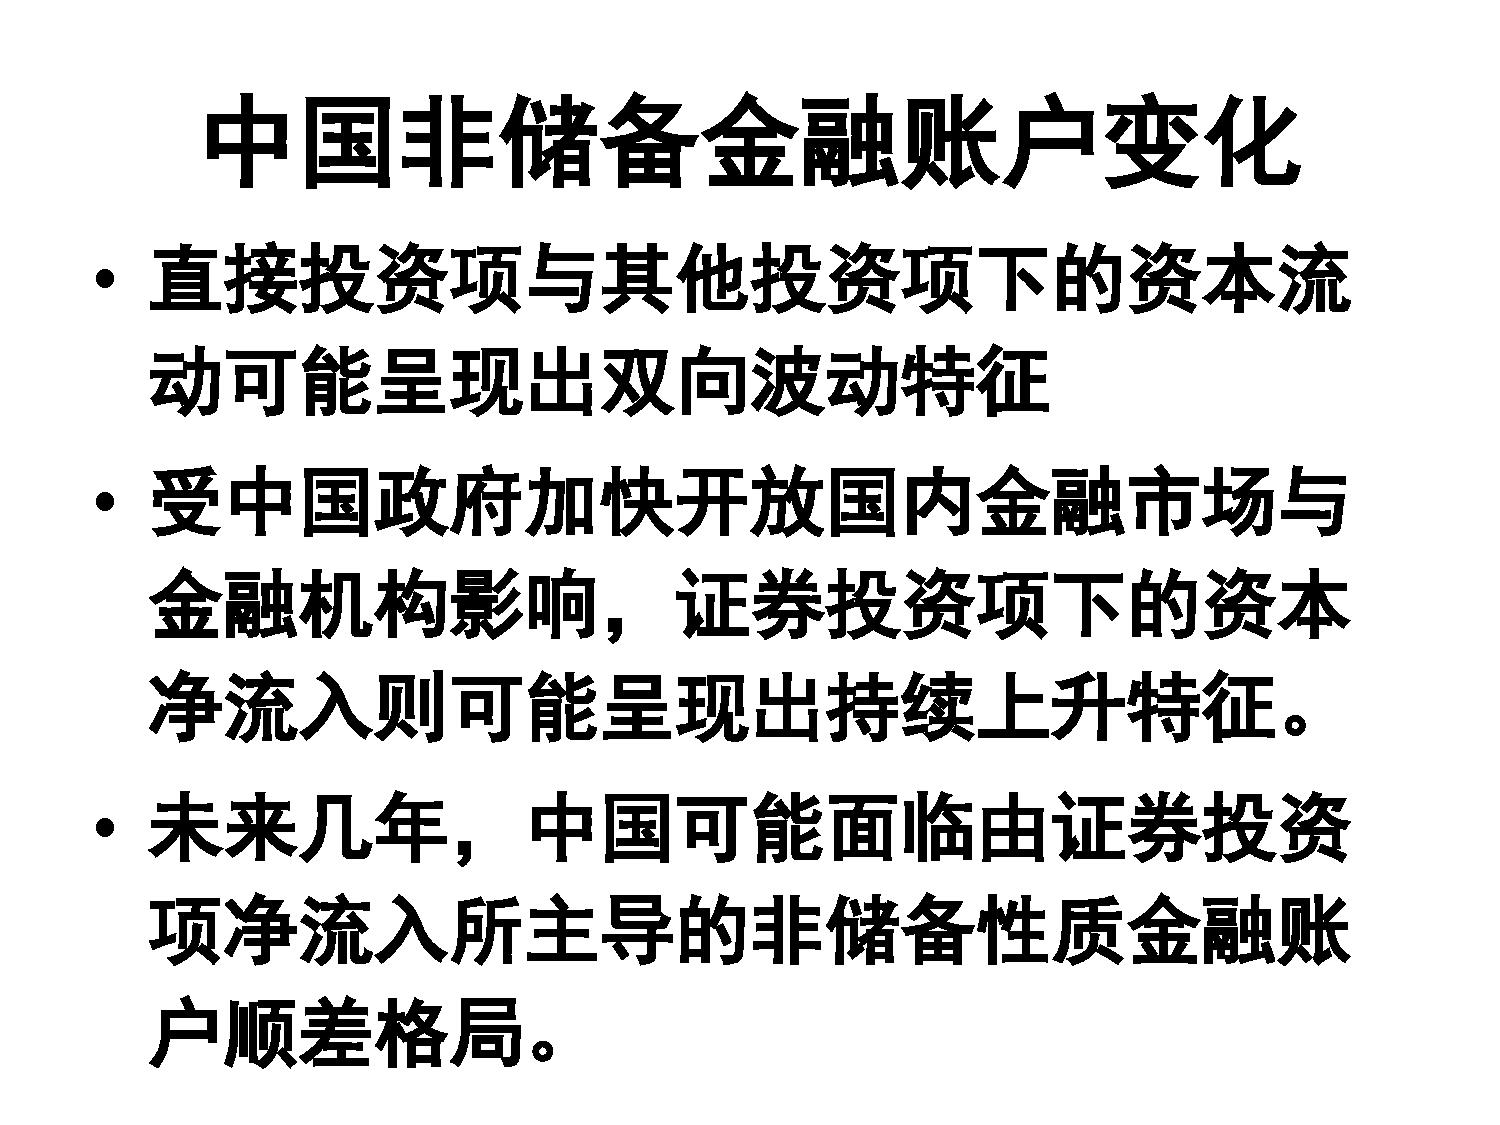 中国非储备金融账户变化
• 直接投资项与其他投资项下的资本流
动可能呈现出双向波动特征
• 受中国政府加快开放国内金融市场与
金融机构影响，证券投资项下的资本
净流入则可能呈现出持续上升特征。
• 未来几年，中国可能面临由证券投资
项净流入所主导的非储备性质金融账
户顺差格局。